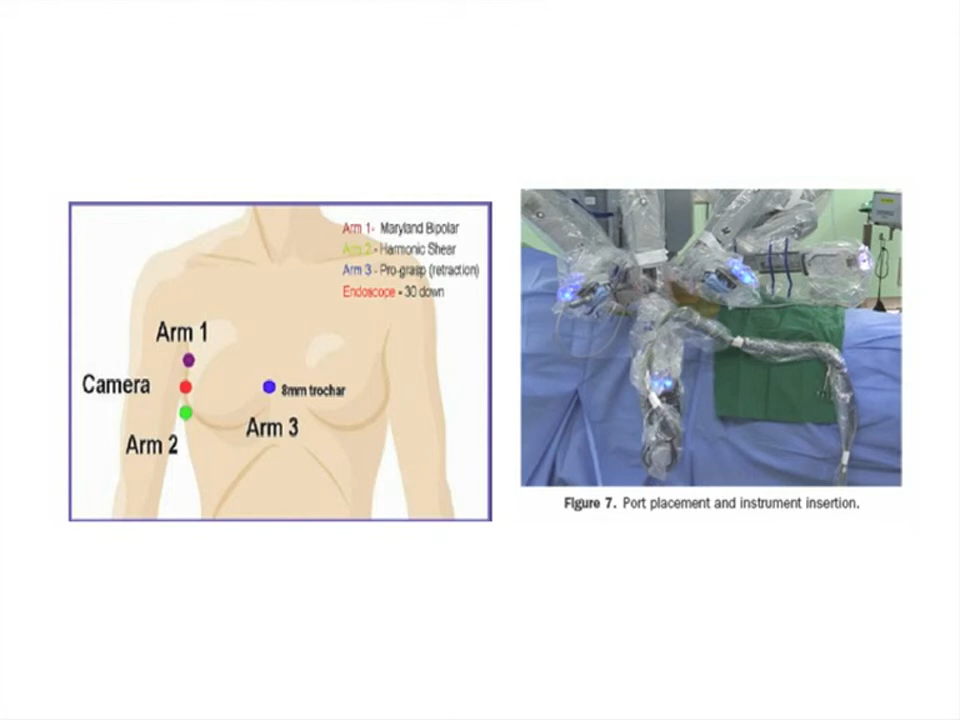 Arm 1- Maryland Bipolar
Arm 2 - Harmonic Shear
Arm 3 - Pro-grasp (retraction)
Endoscope - 30 down
Arm 1
Camera
8mm trochar
Arm 3
Arm 2
Figure 7. Port placement and instrument insertion.